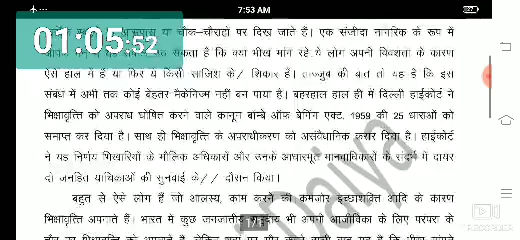 7:53 AM
01:05:52
या चौक–चौराहों पर दिख जाते हैं। एक संजीदा नागरिक के रूप में
सकता है कि क्या भीख मांग रहे ये लोग अपनी विवशता के कारण
ऐसे हाल में हैं या फिर ये किसी साजिश के/ शिकार हैं। ताज्जुब की बात तो यह है कि इस
संबंध में अभी तक कोई बेहतर मैकेनिज्म नहीं बन पाया है। बहरहाल हाल ही में दिल्ली हाईकोर्ट ने
भिक्षावृत्ति को अपराध घोषित करने वाले कानून बॉम्बे ऑफ बेगिंग एक्ट 1959 की 25 धाराओं को
समाप्त कर दिया है। साथ ही भिक्षावृत्ति के अपराधीकरण को असंवैधानिक करार दिया है। हाईकोर्ट
ने यह निर्णय भिखारियों के मौलिक अधिकारों और उनके आधारभूत मानवाधिकारों के संदर्भ में दायर
दो जनहित याचिकाओं की सुनवाई के// दौरान किया।
बहुत से ऐसे लोग हैं जो आलस्य, काम करने की कमजोर इच्छाशक्ति आदि के कारण
भिक्षावृत्ति अपनाते हैं। भारत में कुछ जनजातीय समुदाय भी अपनी आजीविका के लिए परंपरा के
Daiya
RECORDING